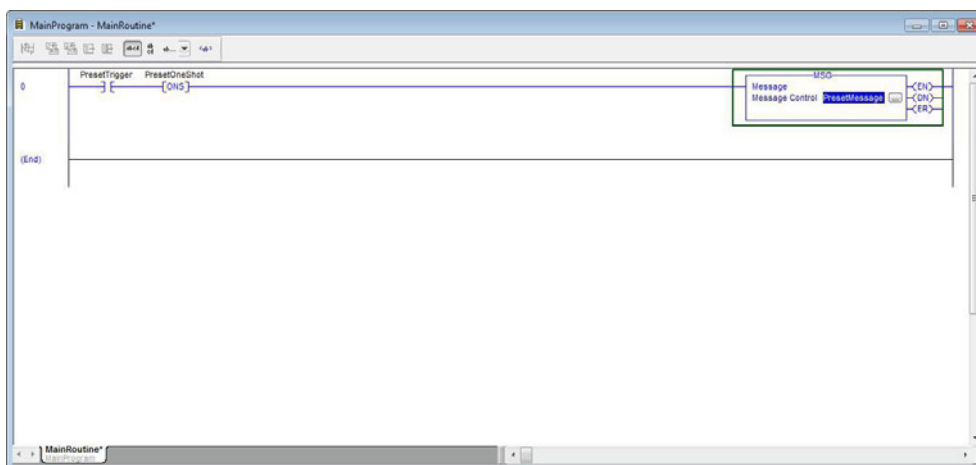 MainProgram - MainRoutine*
PresetTrigger PresetOneShot
MSG
0
ONS
Message
EN
Message Control PresetMessage ...
DN
ER
(End)
MainRoutine*
MainProgram